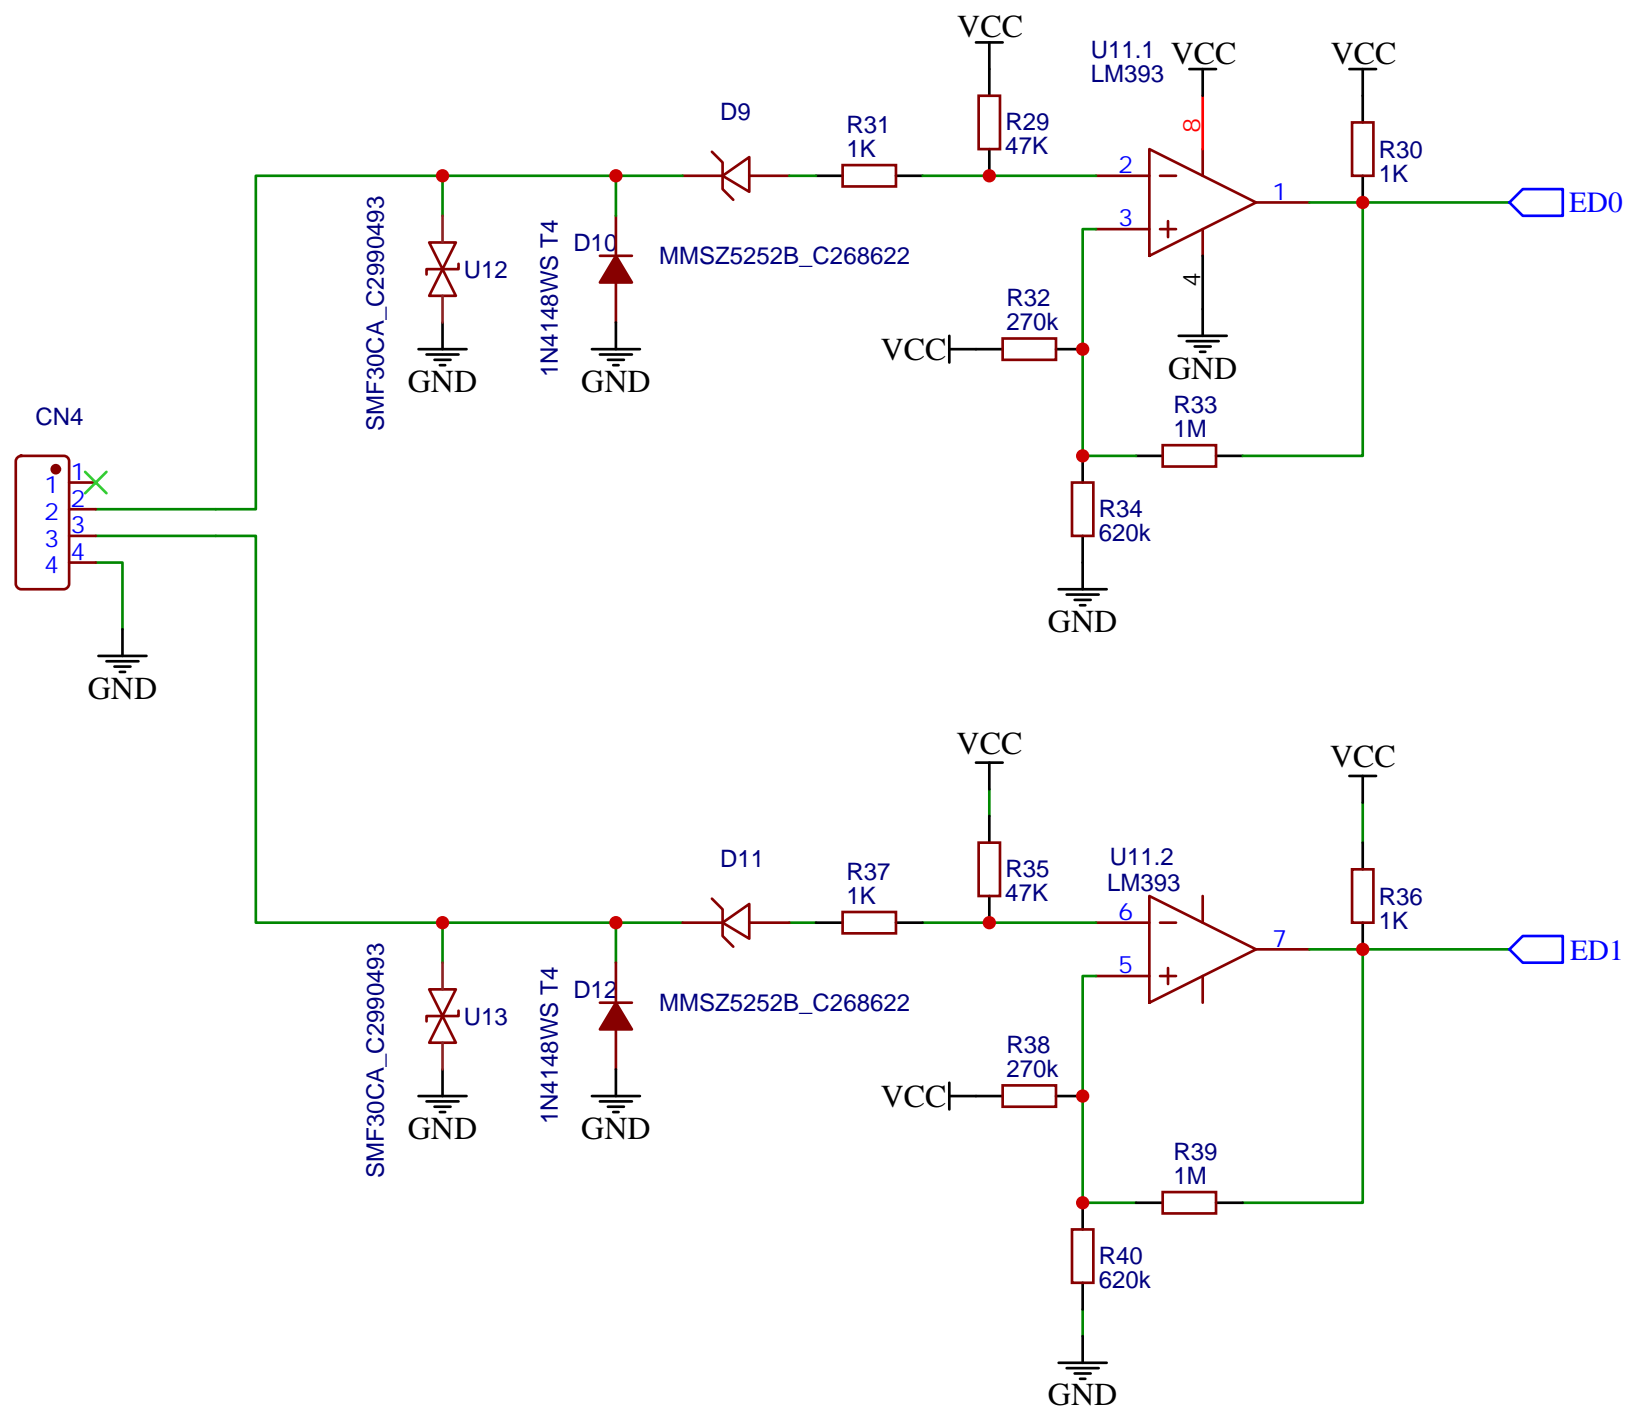 VCC
U11.1
LM393
VCC
VCC
D9
R31
1K
R29
47K
8
R30
1K
2
1
ED0
3
SMF30CA_C2990493
U12
1N4148WS T4
D10
MMSZ5252B_C268622
4
R32
270k
VCC
GND
GND
GND
R33
1M
CN4
1
1
2
2
3
3
4
4
R34
620k
GND
GND
VCC
VCC
D11
R37
1K
R35
47K
U11.2
LM393
R36
1K
6
7
ED1
5
SMF30CA_C2990493
U13
1N4148WS T4
D12
MMSZ5252B_C268622
R38
270k
VCC
GND
GND
R39
1M
R40
620k
GND